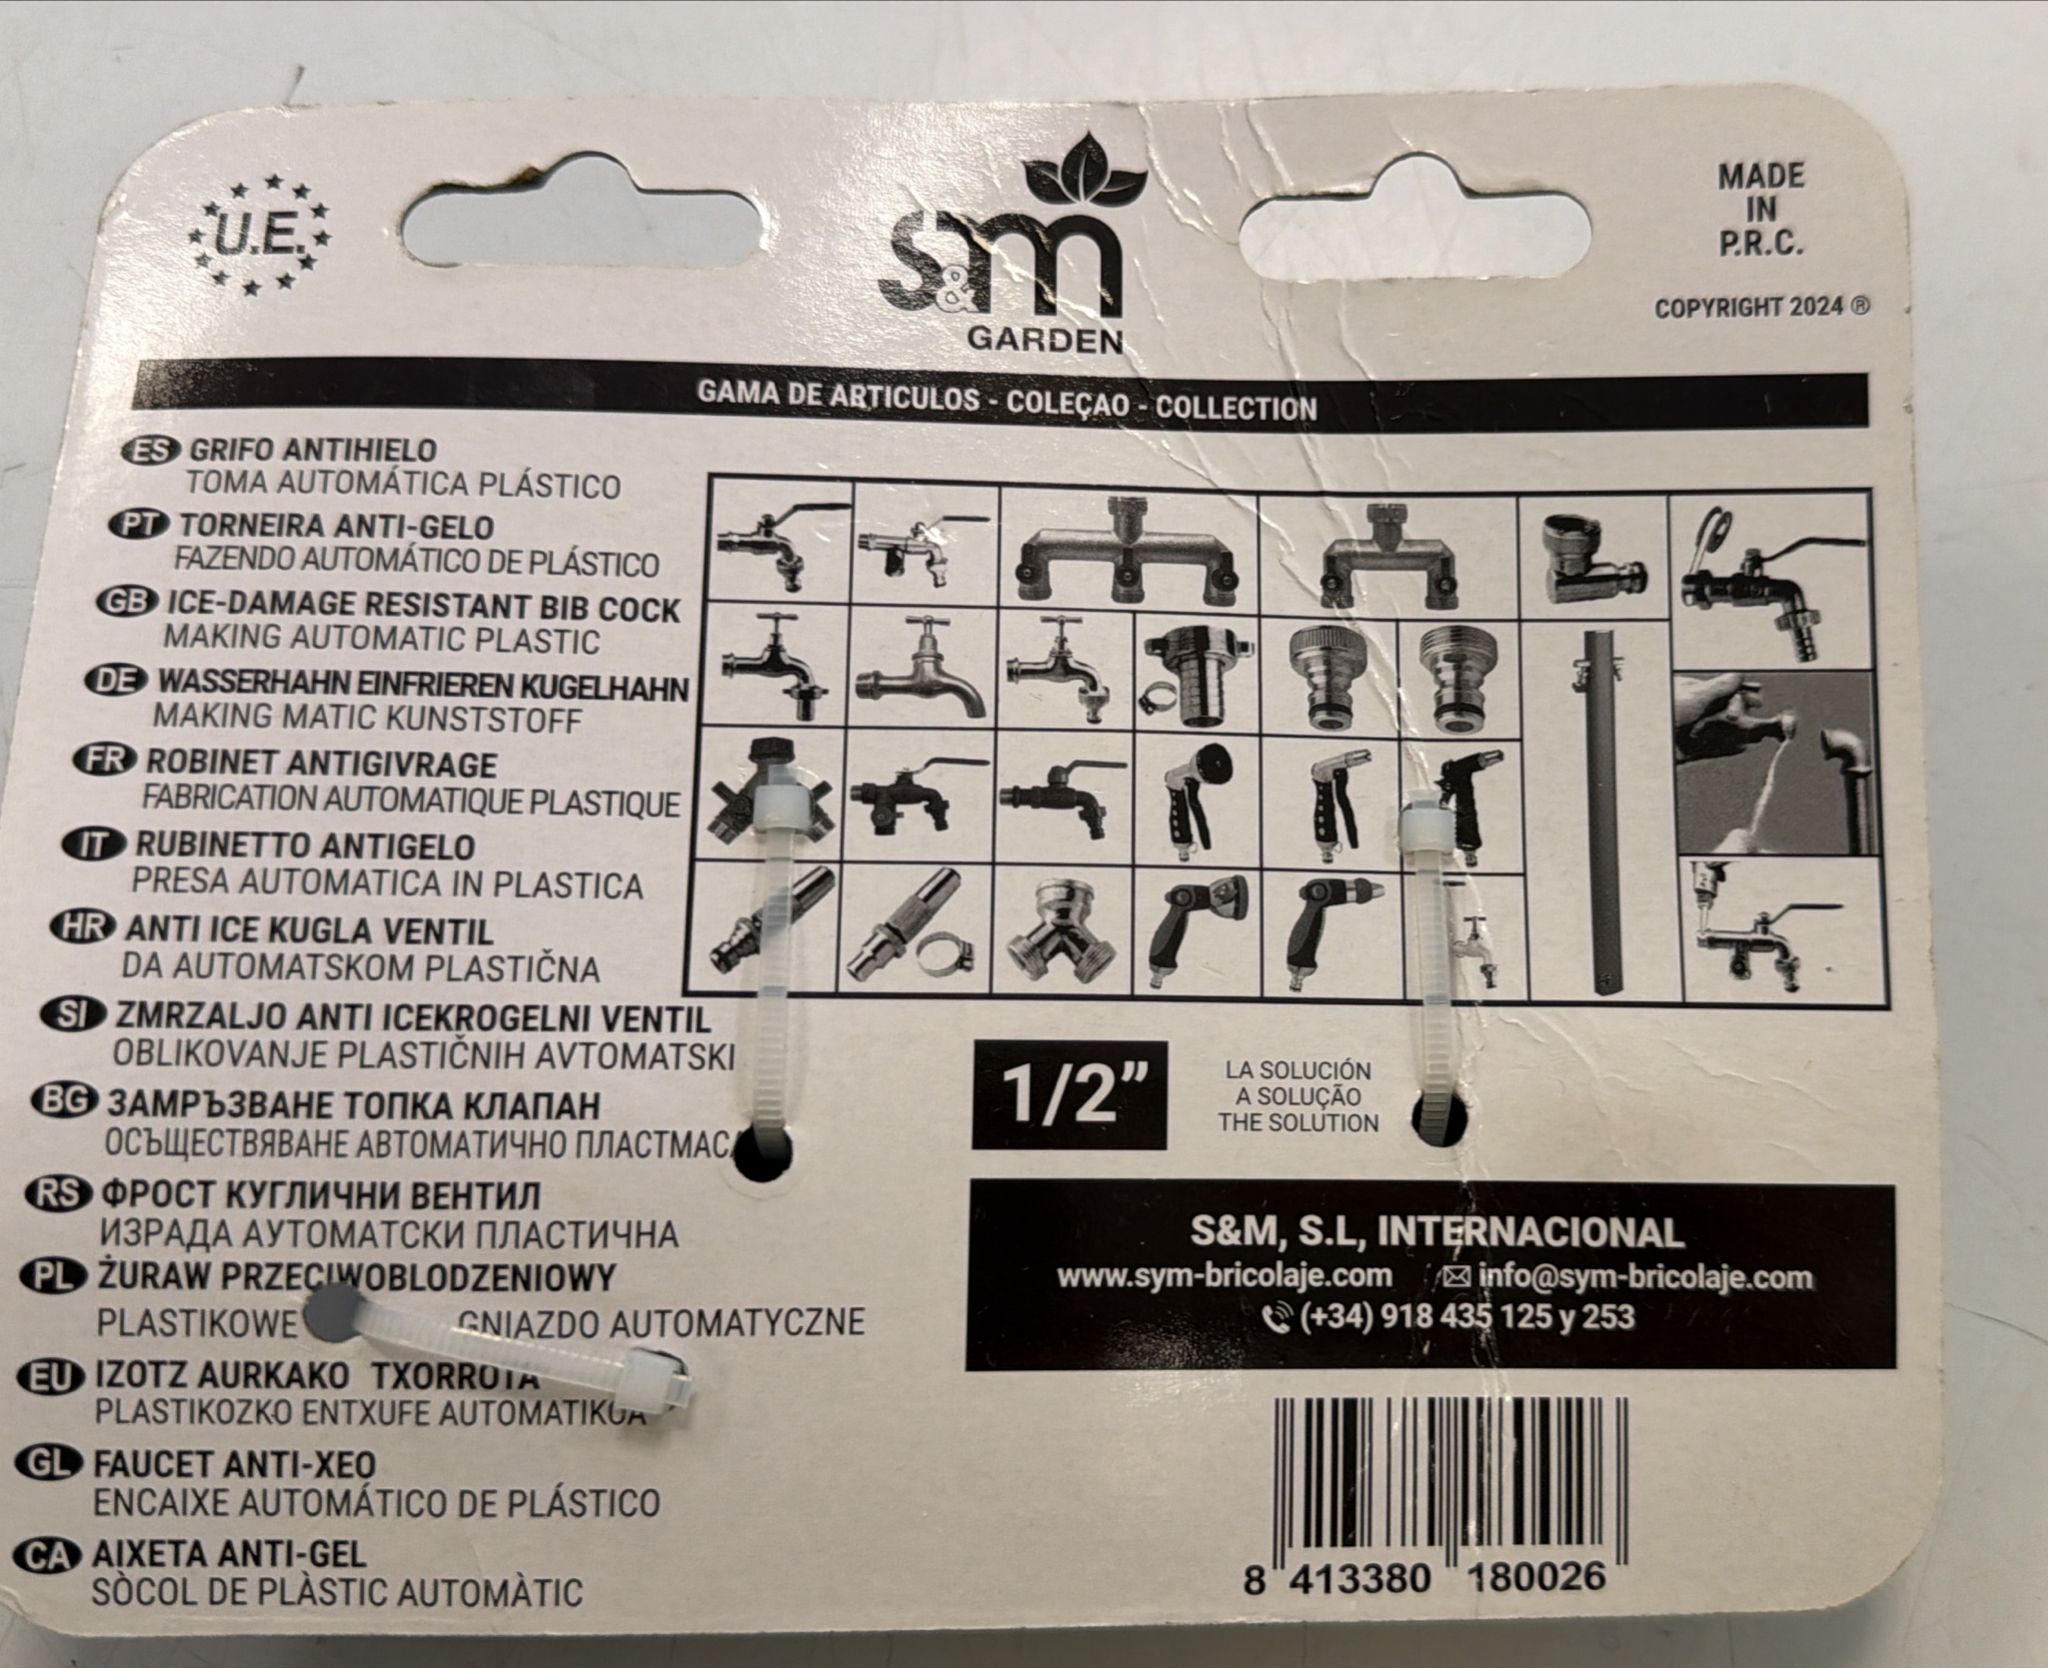 U.E.
S&M
GARDEN
MADE
IN
P.R.C.
COPYRIGHT 2024 ®
GAMA DE ARTICULOS - COLEÇAO - COLLECTION
ES GRIFO ANTIHIELO
TOMA AUTOMÁTICA PLÁSTICO
PT TORNEIRA ANTI-GELO
FAZENDO AUTOMÁTICO DE PLÁSTICO
GB ICE-DAMAGE RESISTANT BIB COCK
MAKING AUTOMATIC PLASTIC
DE WASSERHAHN EINFRIEREN KUGELHAHN
MAKING MATIC KUNSTSTOFF
FR ROBINET ANTIGIVRAGE
FABRICATION AUTOMATIQUE PLASTIQUE
IT RUBINETTO ANTIGELO
PRESA AUTOMATICA IN PLASTICA
HR ANTI ICE KUGLA VENTIL
DA AUTOMATSKOM PLASTIČNA
SI ZMRZALJO ANTI ICEKROGELNI VENTIL
OBLIKOVANJE PLASTIČNIH AVTOMATSKI
BG ЗАМРЪЗВАНЕ ТОПКА КЛАПАН
ОСЪЩЕСТВЯВАНЕ АВТОМАТИЧНО ПЛАСТМАСА
RS ФРОСТ КУГЛИЧНИ ВЕНТИЛ
ИЗРАДА АУТОМАТСКИ ПЛАСТИЧНА
PL ŻURAW PRZECIWOBLODZENIOWY
PLASTIKOWE GNIAZDO AUTOMATYCZNE
EU IZOTZ AURKAKO TXORROTA
PLASTIKOZKO ENTXUFE AUTOMATIKOA
GL FAUCET ANTI-XEO
ENCAIXE AUTOMÁTICO DE PLÁSTICO
CA AIXETA ANTI-GEL
SÒCOL DE PLÀSTIC AUTOMÀTIC
1/2”
LA SOLUCIÓN
A SOLUÇÃO
THE SOLUTION
S&M, S.L, INTERNACIONAL
www.sym-bricolaje.com info@sym-bricolaje.com
(+34) 918 435 125 y 253
8 413380 180026